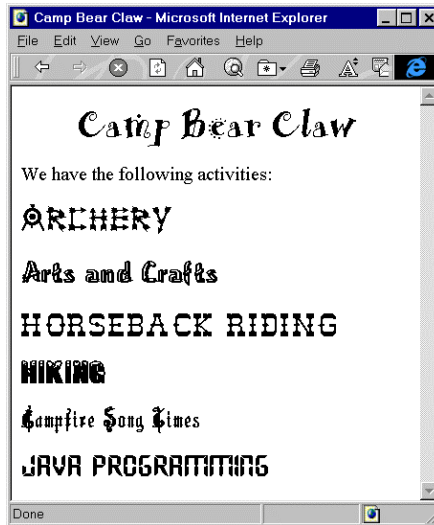 Camp Bear Claw - Microsoft Internet Explorer
File Edit View Go Favorites Help
Camp Bear Claw
We have the following activities:
ARCHERY
Arts and Crafts
HORSEBACK RIDING
HIKING
Campfire Song Times
JAVA PROGRAMMING
Done